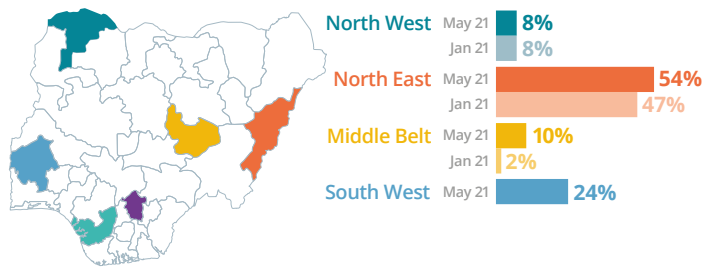 North West May 21 8%
Jan 21 8%
North East May 21 54%
Jan 21 47%
Middle Belt May 21 10%
Jan 21 2%
South West May 21 24%